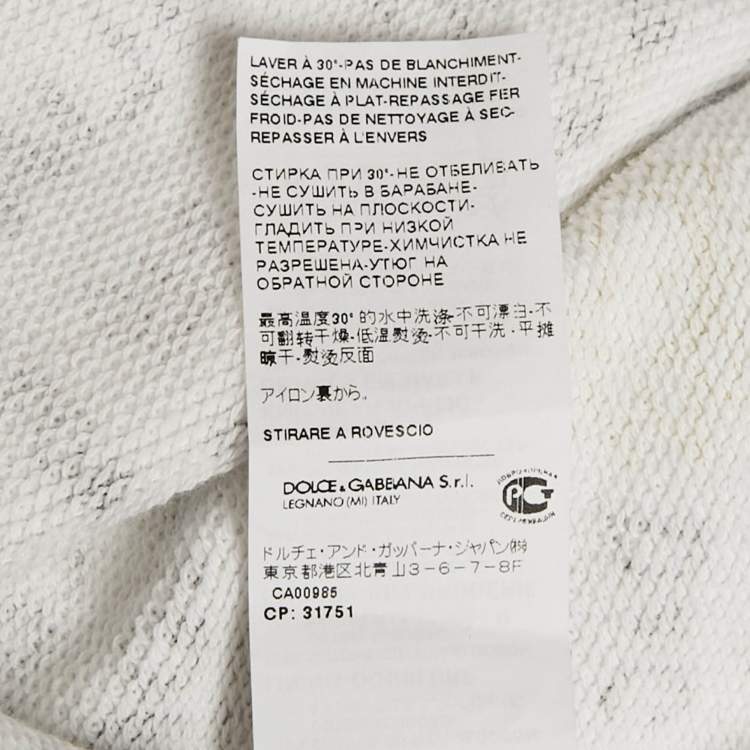 LAVER À 30°-PAS DE BLANCHIMENT-
SÉCHAGE EN MACHINE INTERDIT-
SÉCHAGE À PLAT-REPASSAGE FER
FROID-PAS DE NETTOYAGE À SEC-
REPASSER À L'ENVERS
СТИРКА ПРИ 30°-НЕ ОТБЕЛИВАТЬ
-НЕ СУШИТЬ В БАРАБАНЕ-
СУШИТЬ НА ПЛОСКОСТИ-
ГЛАДИТЬ ПРИ НИЗКОЙ
ТЕМПЕРАТУРЕ-ХИМЧИСТКА НЕ
РАЗРЕШЕНА-УТЮГ НА
ОБРАТНОЙ СТОРОНЕ
最高温度30°的水中洗涤-不可漂白-不
可翻转干燥-低温熨烫-不可干洗-平摊
晾干-熨烫反面
アイロン裏から。
STIRARE A ROVESCIO
DOLCE & GABBANA S.r.l.
LEGNANO (MI) ITALY
ドルチェ・アンド・ガッバーナ・ジャパン㈱
東京都港区北青山3-6-7-8F
CA00985
CP: 31751